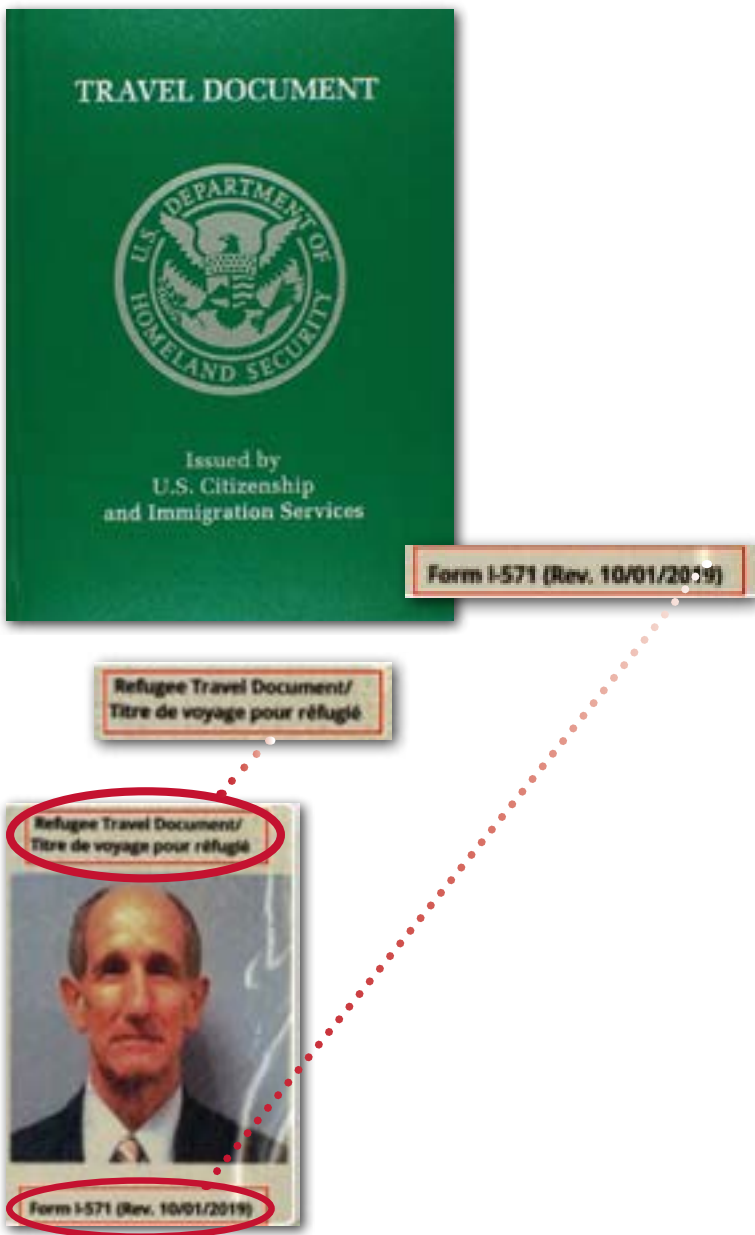 TRAVEL DOCUMENT
U.S. DEPARTMENT OF
HOMELAND SECURITY
Issued by
U.S. Citizenship
and Immigration Services
Form I-571 (Rev. 10/01/2019)
Refugee Travel Document/
Titre de voyage pour réfugié
Refugee Travel Document/
Titre de voyage pour réfugié
Form I-571 (Rev. 10/01/2019)